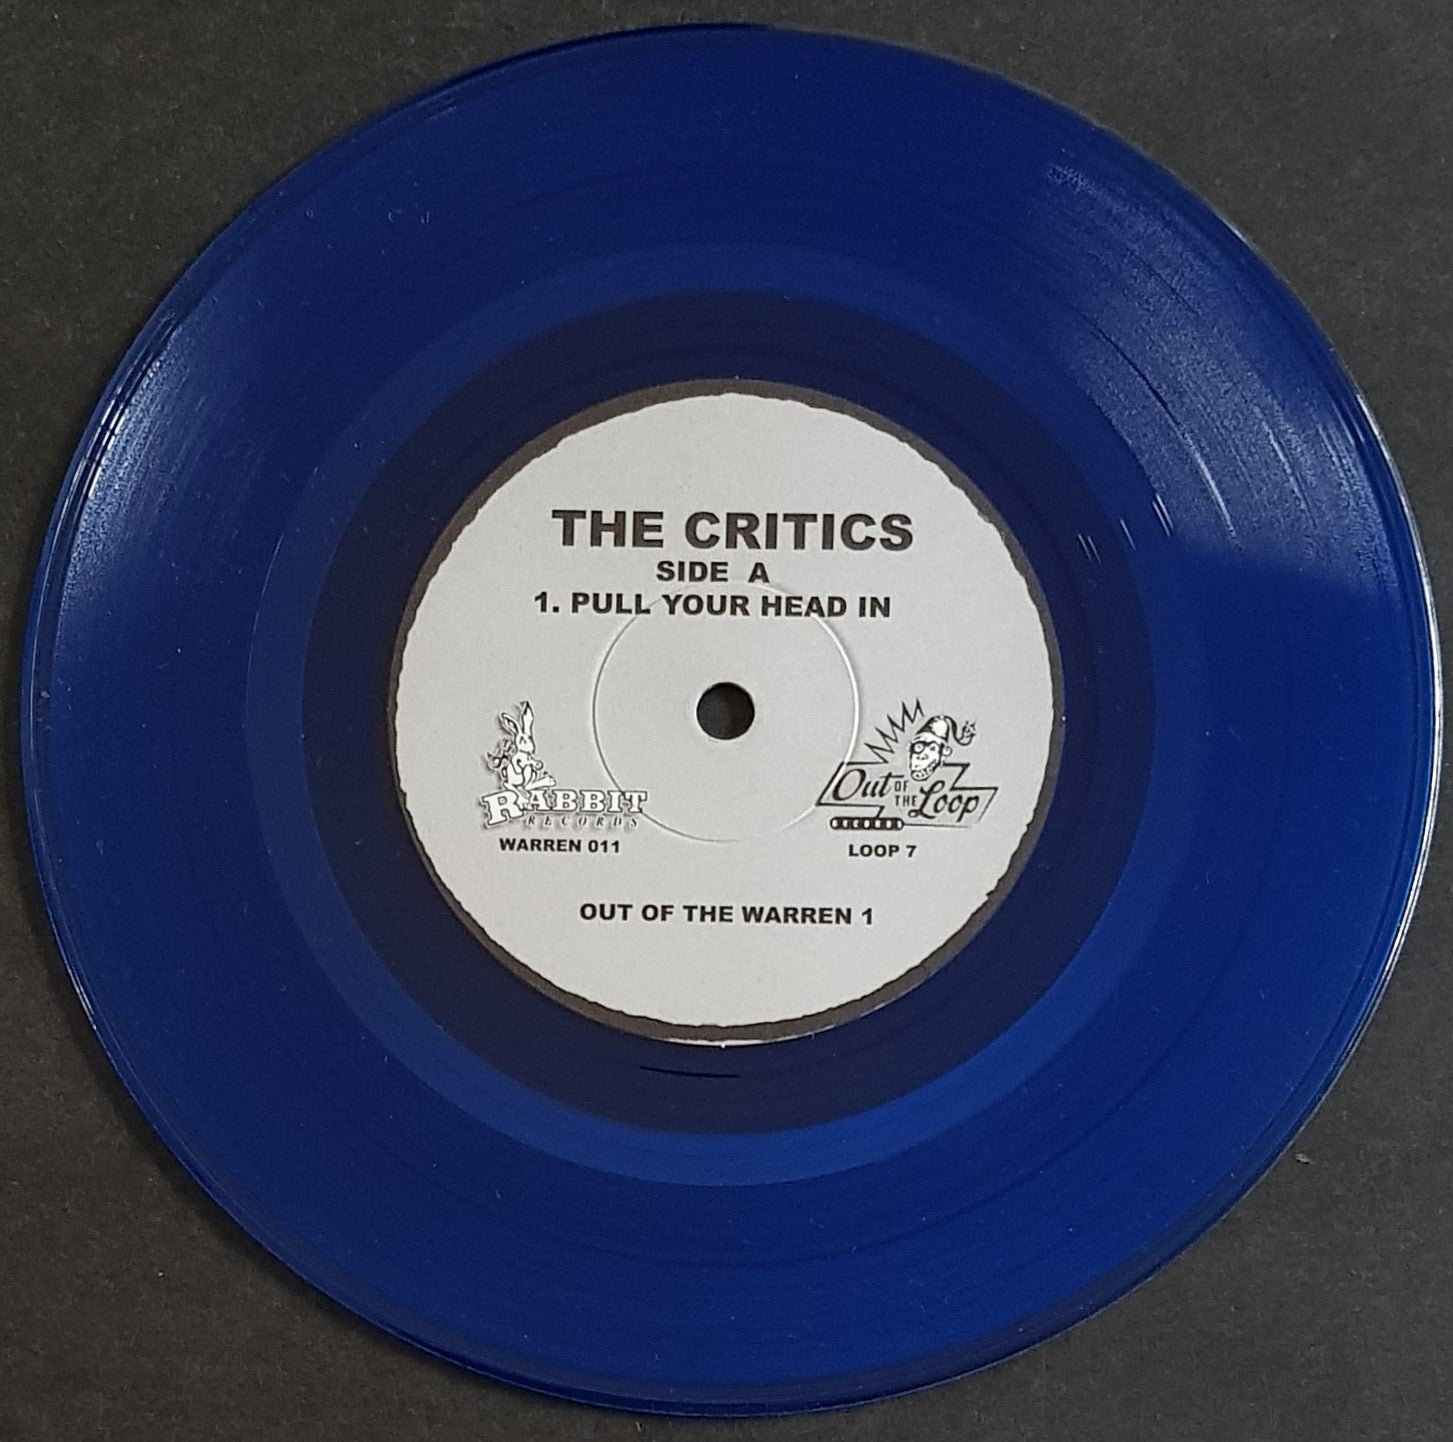 THE CRITICS
SIDE A
1. PULL YOUR HEAD IN
RABBIT
RECORDS
WARREN 011
Out OF THE Loop
RECORDS
LOOP 7
OUT OF THE WARREN 1